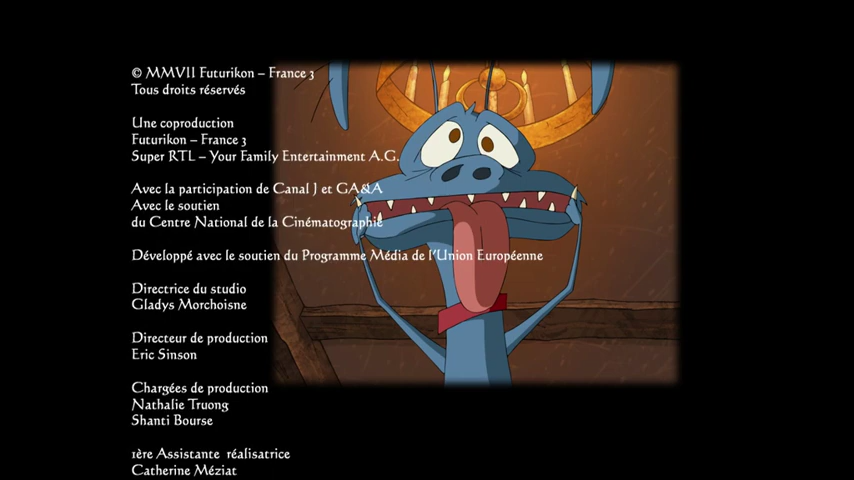 © MMVII Futurikon – France 3
Tous droits réservés
Une coproduction
Futurikon – France 3
Super RTL – Your Family Entertainment A.G.
Avec la participation de Canal J et GA&A
Avec le soutien
du Centre National de la Cinématographie
Développé avec le soutien du Programme Média de l'Union Européenne
Directrice du studio
Gladys Morchoisne
Directeur de production
Eric Sinson
Chargées de production
Nathalie Truong
Shanti Bourse
1ère Assistante réalisatrice
Catherine Méziat